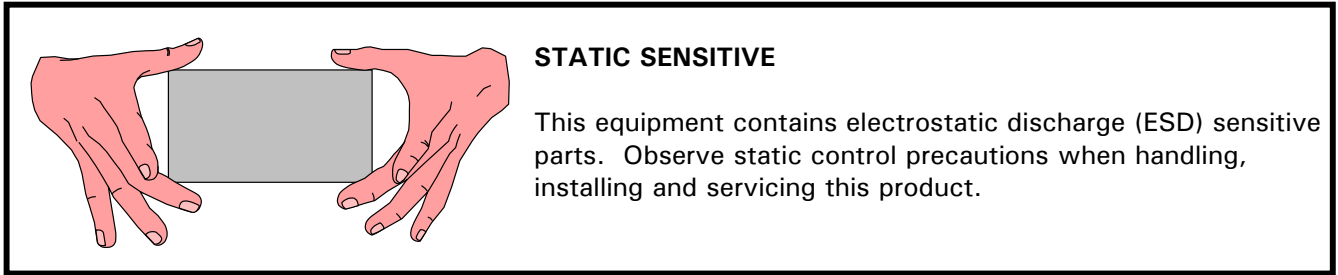 STATIC SENSITIVE
This equipment contains electrostatic discharge (ESD) sensitive
parts. Observe static control precautions when handling,
installing and servicing this product.